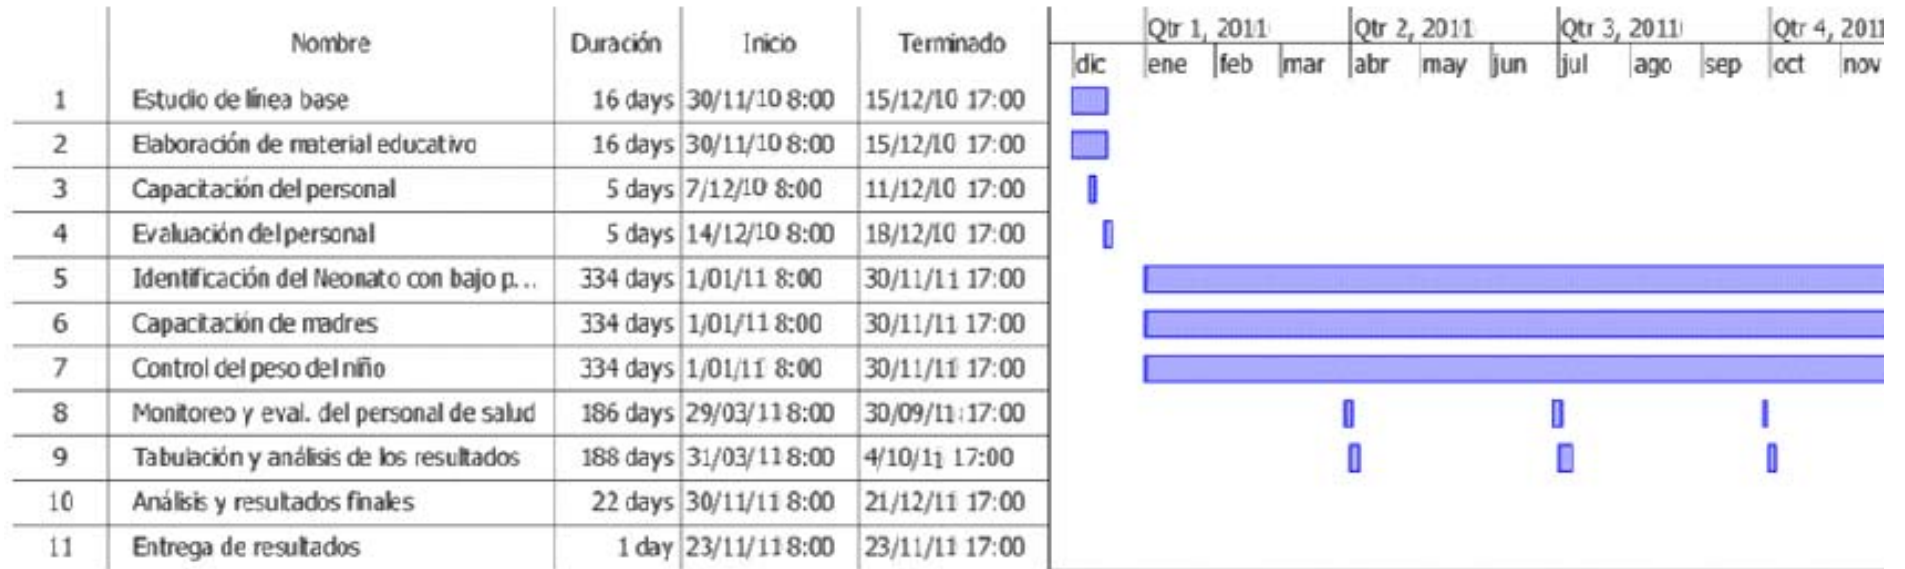 Nombre Duración Inicio Terminado
Qtr 1, 2011 Qtr 2, 2011 Qtr 3, 2011 Qtr 4, 2011
dic ene feb mar abr may jun jul ago sep oct nov
1 Estudio de línea base 16 days 30/11/10 8:00 15/12/10 17:00
2 Elaboración de material educativo 16 days 30/11/10 8:00 15/12/10 17:00
3 Capacitación del personal 5 days 7/12/10 8:00 11/12/10 17:00
4 Evaluación del personal 5 days 14/12/10 8:00 18/12/10 17:00
5 Identificación del Neonato con bajo p... 334 days 1/01/11 8:00 30/11/11 17:00
6 Capacitación de madres 334 days 1/01/11 8:00 30/11/11 17:00
7 Control del peso del niño 334 days 1/01/11 8:00 30/11/11 17:00
8 Monitoreo y eval. del personal de salud 186 days 29/03/11 8:00 30/09/11 17:00
9 Tabulación y análisis de los resultados 188 days 31/03/11 8:00 4/10/11 17:00
10 Análisis y resultados finales 22 days 30/11/11 8:00 21/12/11 17:00
11 Entrega de resultados 1 day 23/11/11 8:00 23/11/11 17:00